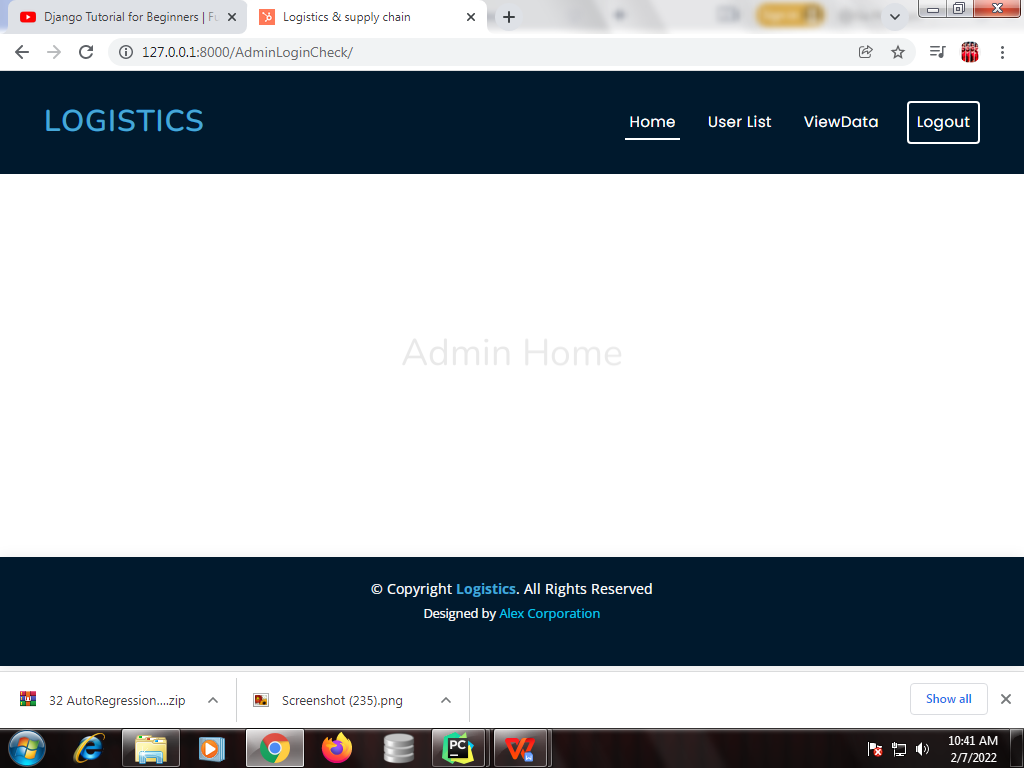 Django Tutorial for Beginners | Fu
Logistics & supply chain
127.0.0.1:8000/AdminLoginCheck/
LOGISTICS
Home
User List
ViewData
Logout
Admin Home
© Copyright Logistics. All Rights Reserved
Designed by Alex Corporation
32 AutoRegression....zip
Screenshot (235).png
Show all
PC
10:41 AM
2/7/2022